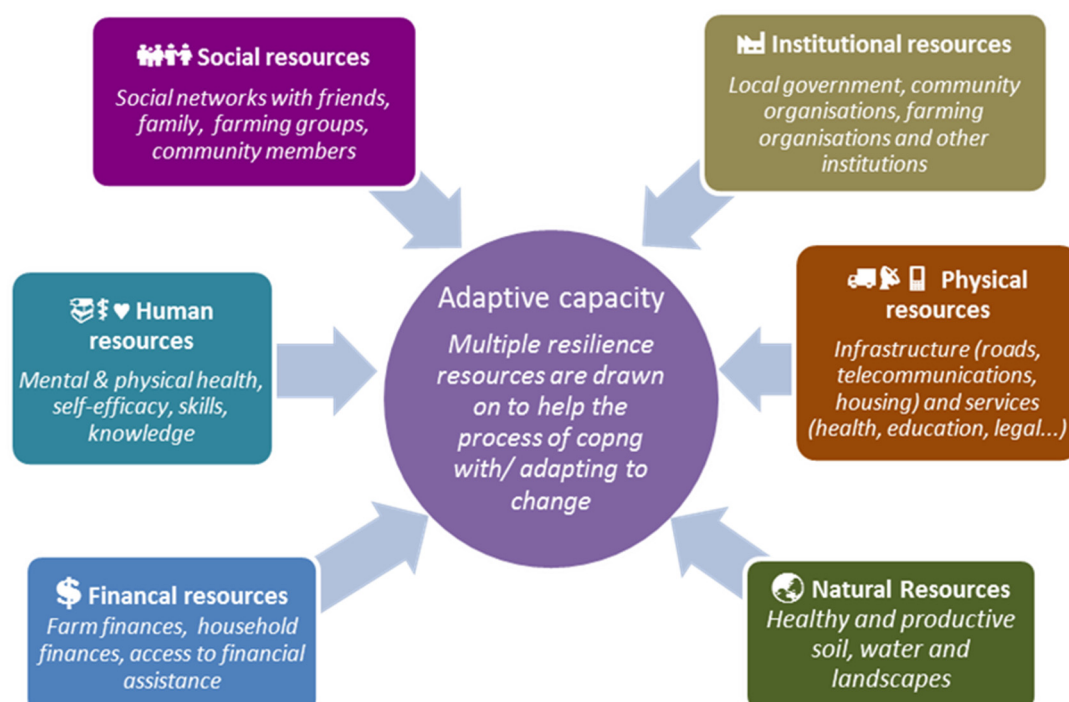 Social resources
Social networks with friends,
family, farming groups,
community members
Institutional resources
Local government, community
organisations, farming
organisations and other
institutions
Human
resources
Mental & physical health,
self-efficacy, skills,
knowledge
Adaptive capacity
Multiple resilience
resources are drawn
on to help the
process of copng
with/ adapting to
change
Physical
resources
Infrastructure (roads,
telecommunications,
housing) and services
(health, education, legal...)
$ Financal resources
Farm finances, household
finances, access to financial
assistance
Natural Resources
Healthy and productive
soil, water and
landscapes